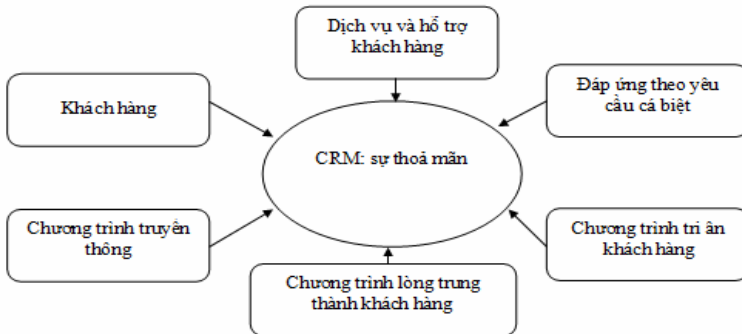 Dịch vụ và hỗ trợ
khách hàng
Khách hàng
Đáp ứng theo yêu
cầu cá biệt
CRM: sự thoả mãn
Chương trình truyền
thông
Chương trình tri ân
khách hàng
Chương trình lòng trung
thành khách hàng